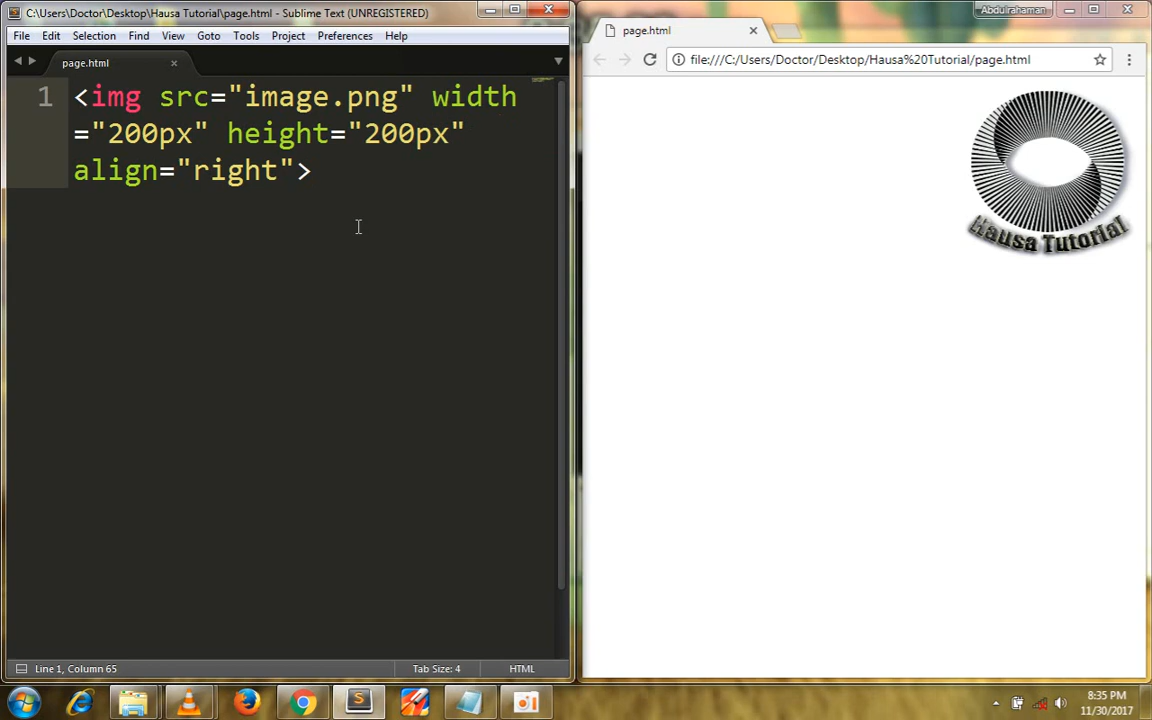 C:\Users\Doctor\Desktop\Hausa Tutorial\page.html - Sublime Text (UNREGISTERED)
File Edit Selection Find View Goto Tools Project Preferences Help
page.html
1 <img src="image.png" width
="200px" height="200px"
align="right">
Line 1, Column 65 Tab Size: 4 HTML
Abdulrahaman
page.html
file:///C:/Users/Doctor/Desktop/Hausa%20Tutorial/page.html
Hausa Tutorial
8:35 PM
11/30/2017